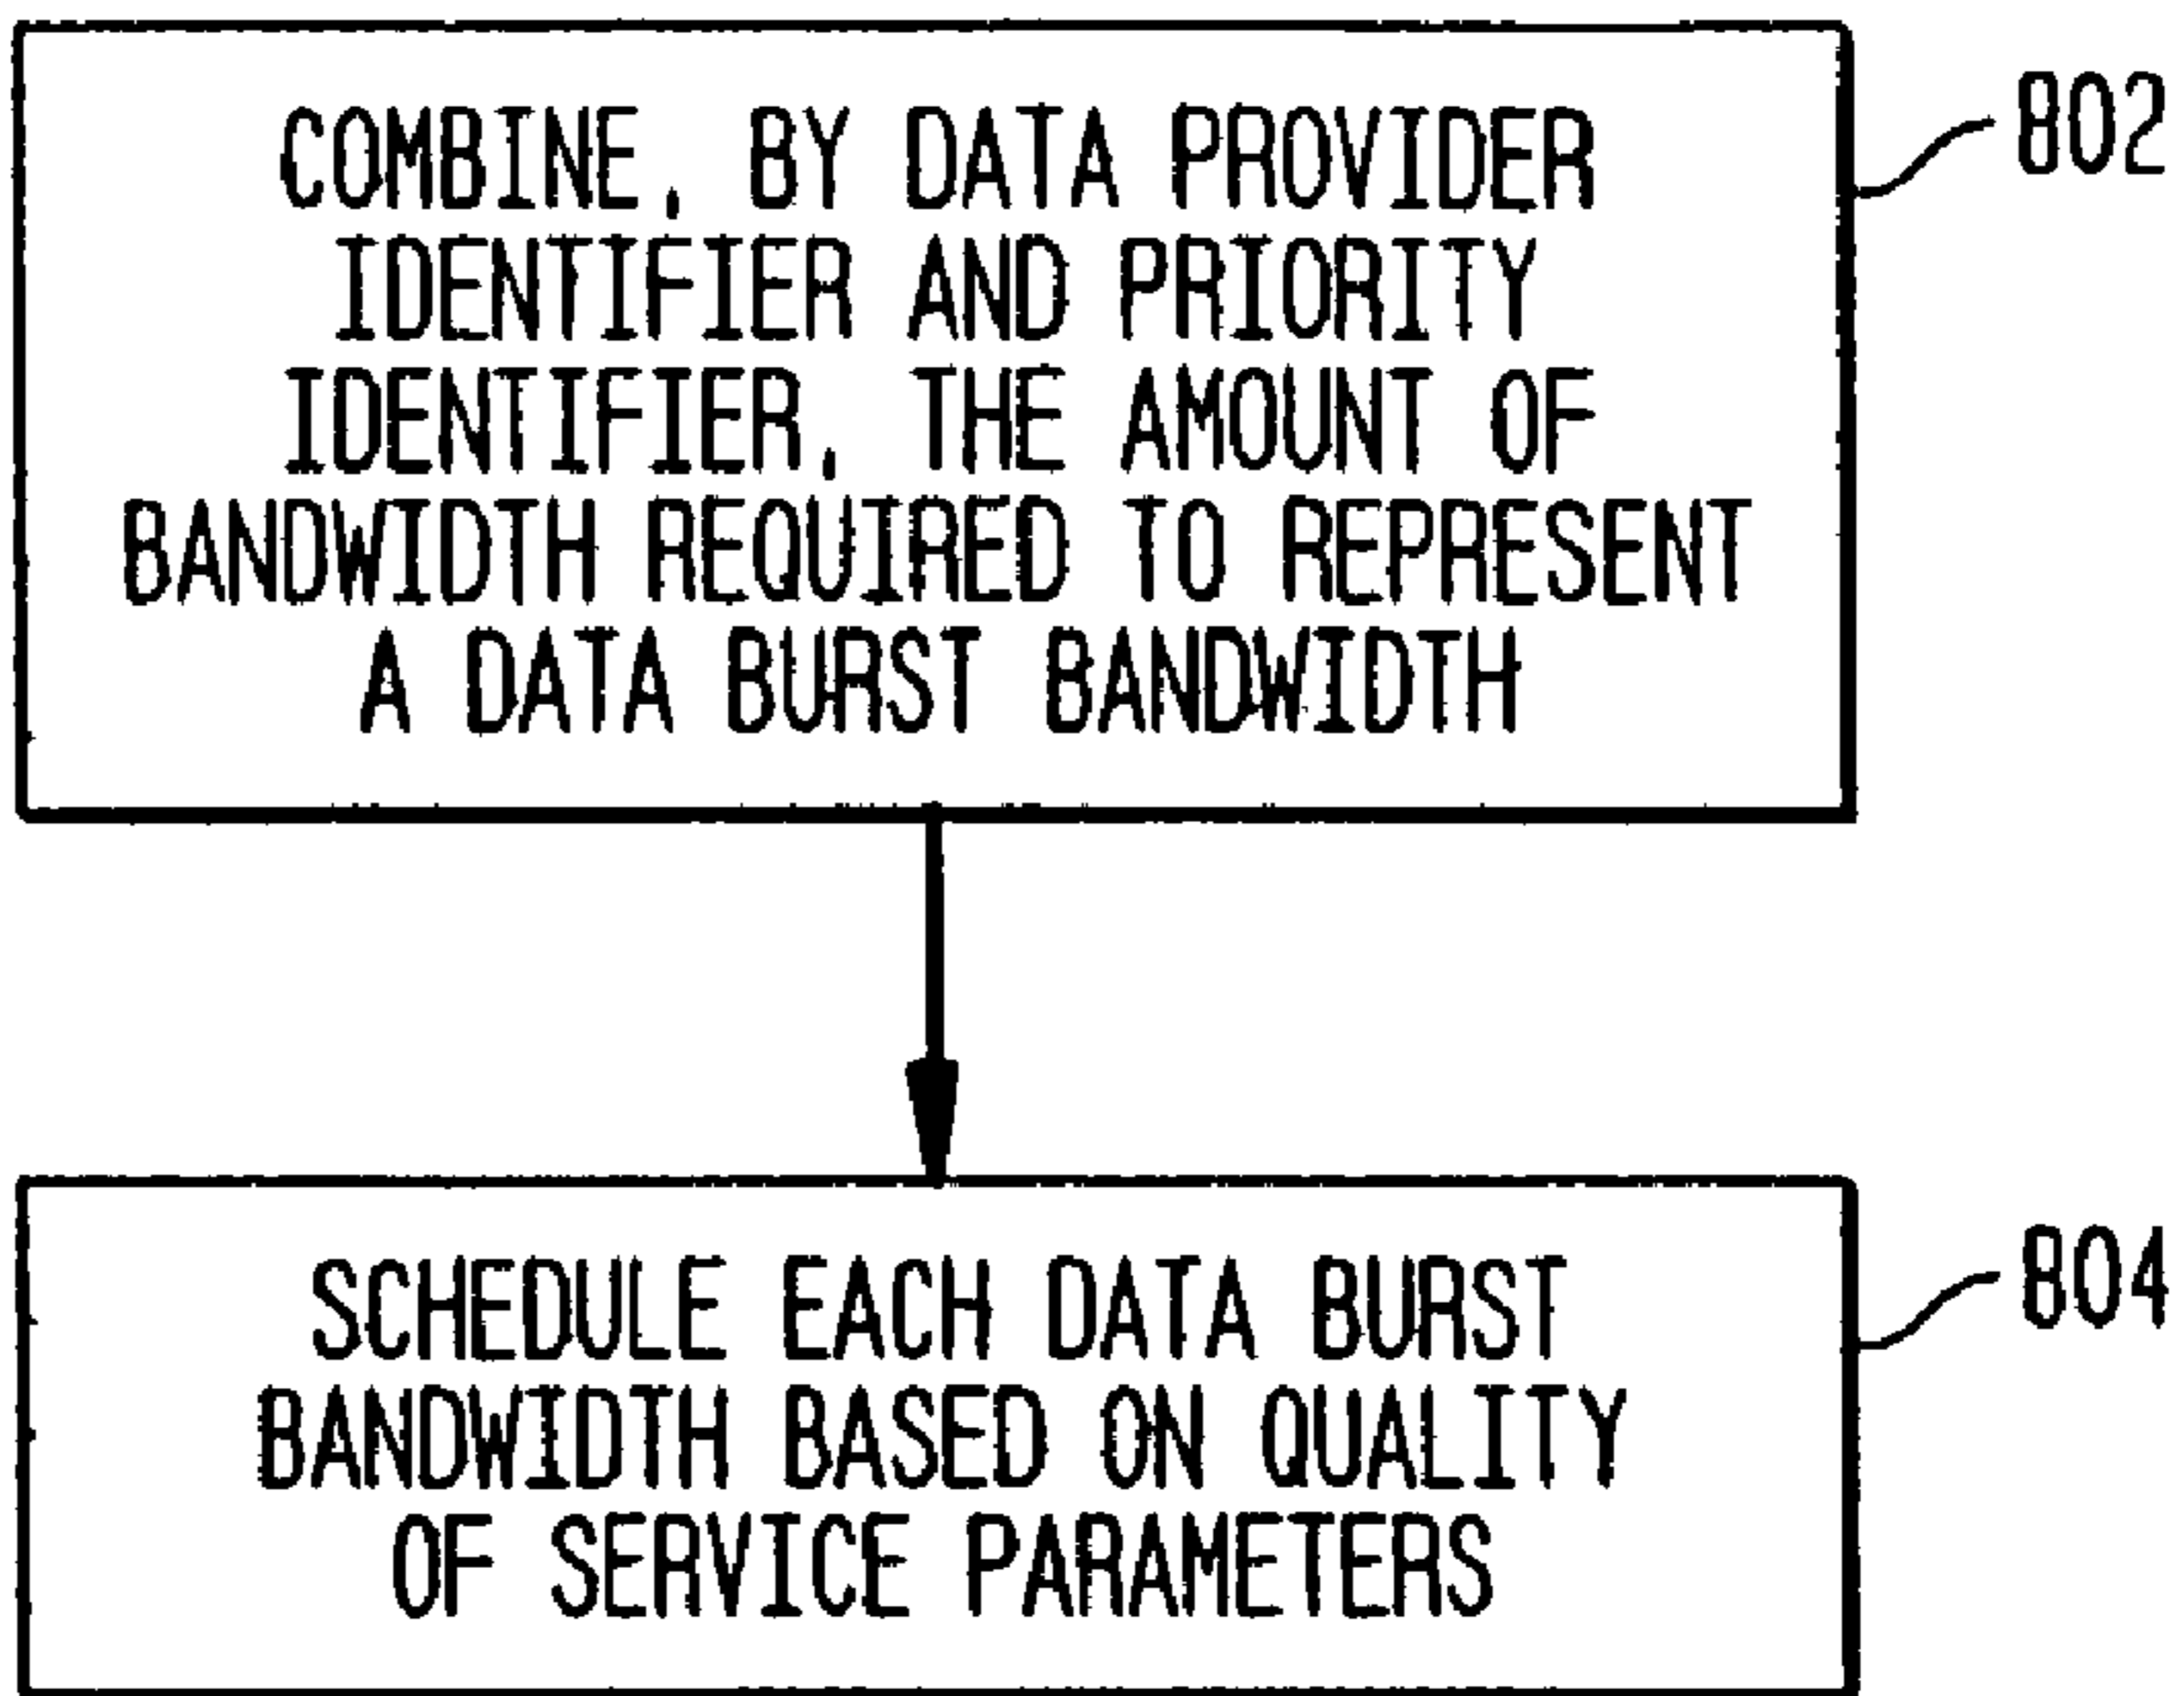 COMBINE, BY DATA PROVIDER
IDENTIFIER AND PRIORITY
IDENTIFIER, THE AMOUNT OF
BANDWIDTH REQUIRED TO REPRESENT
A DATA BURST BANDWIDTH
802
SCHEDULE EACH DATA BURST
BANDWIDTH BASED ON QUALITY
OF SERVICE PARAMETERS
804